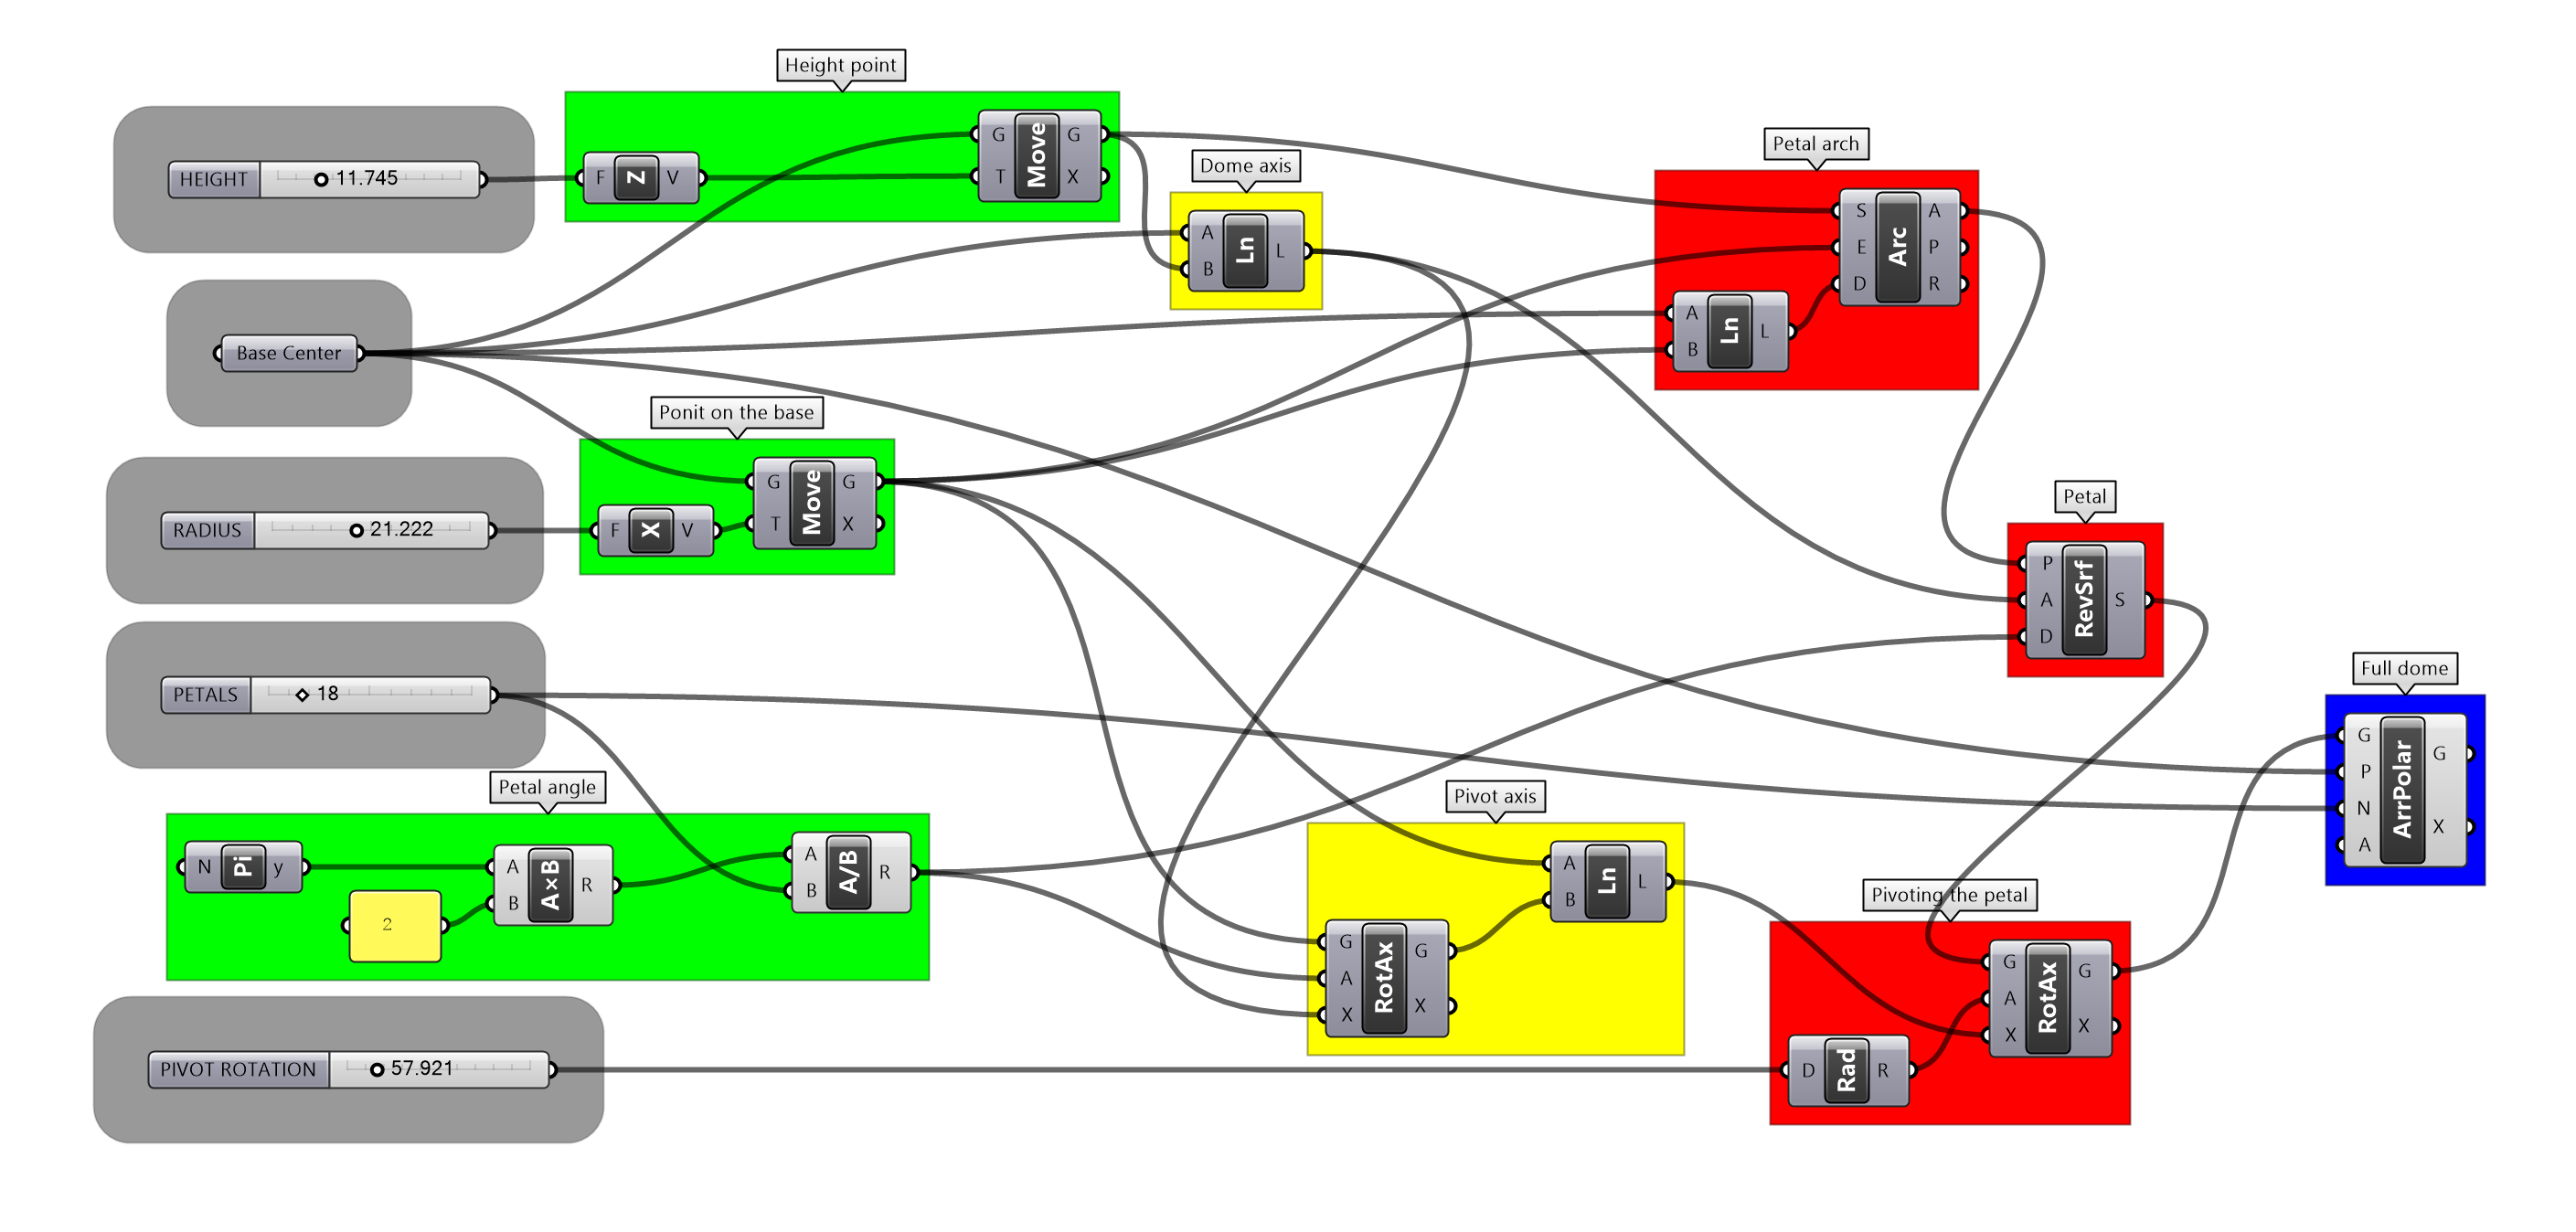 Height point
HEIGHT 11.745
F Z V
G Move G
T X
Dome axis
A Ln L
B
Petal arch
S Arc A
E P
D R
A Ln L
B
Base Center
Ponit on the base
G Move G
T X
F X V
RADIUS 21.222
Petal
P RevSrf S
A
D
PETALS 18
Full dome
G ArrPolar G
P
N X
A
Petal angle
N Pi y
2
A A×B R
B
A A/B R
B
Pivot axis
A Ln L
B
G RotAx G
A
X X
Pivoting the petal
G RotAx G
A
X X
D Rad R
PIVOT ROTATION 57.921